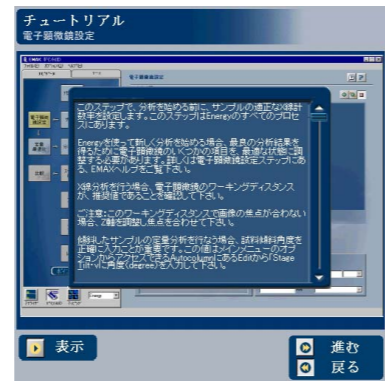 チュートリアル
電子顕微鏡設定
電子顕微鏡設定
このステップで、分析を始める前に、サンプルの適正なX線計
数率を設定します。このステップはEnergyのすべてのプロセ
スにあります。
Energyを使って新しく分析を始める場合、最良の分析結果を
得るために電子顕微鏡のいくつかの項目を、最適な状態に調
整する必要があります。詳しくは電子顕微鏡設定ステップにあ
る、EMAXヘルプをご覧下さい。
X線分析を行う場合、電子顕微鏡のワーキングディスタンス
が、推奨値であることを確認して下さい。
ご注意:このワーキングディスタンスで画像の焦点が合わない
場合、Z軸を調整し焦点を合わせて下さい。
傾斜したサンプルの定量分析を行なう場合、試料傾斜角度を
正確に入力ことが重要です。この値はメインメニューのオプ
ションからアクセスできるAutocolumnにあるEditから「Stage
Tilt」に角度(degree)を入力して下さい。
Energy
表示
進む
戻る